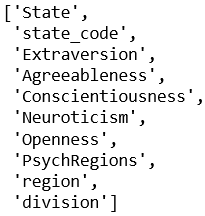 ['State',
'state_code',
'Extraversion',
'Agreeableness',
'Conscientiousness',
'Neuroticism',
'Openness',
'PsychRegions',
'region',
'division']